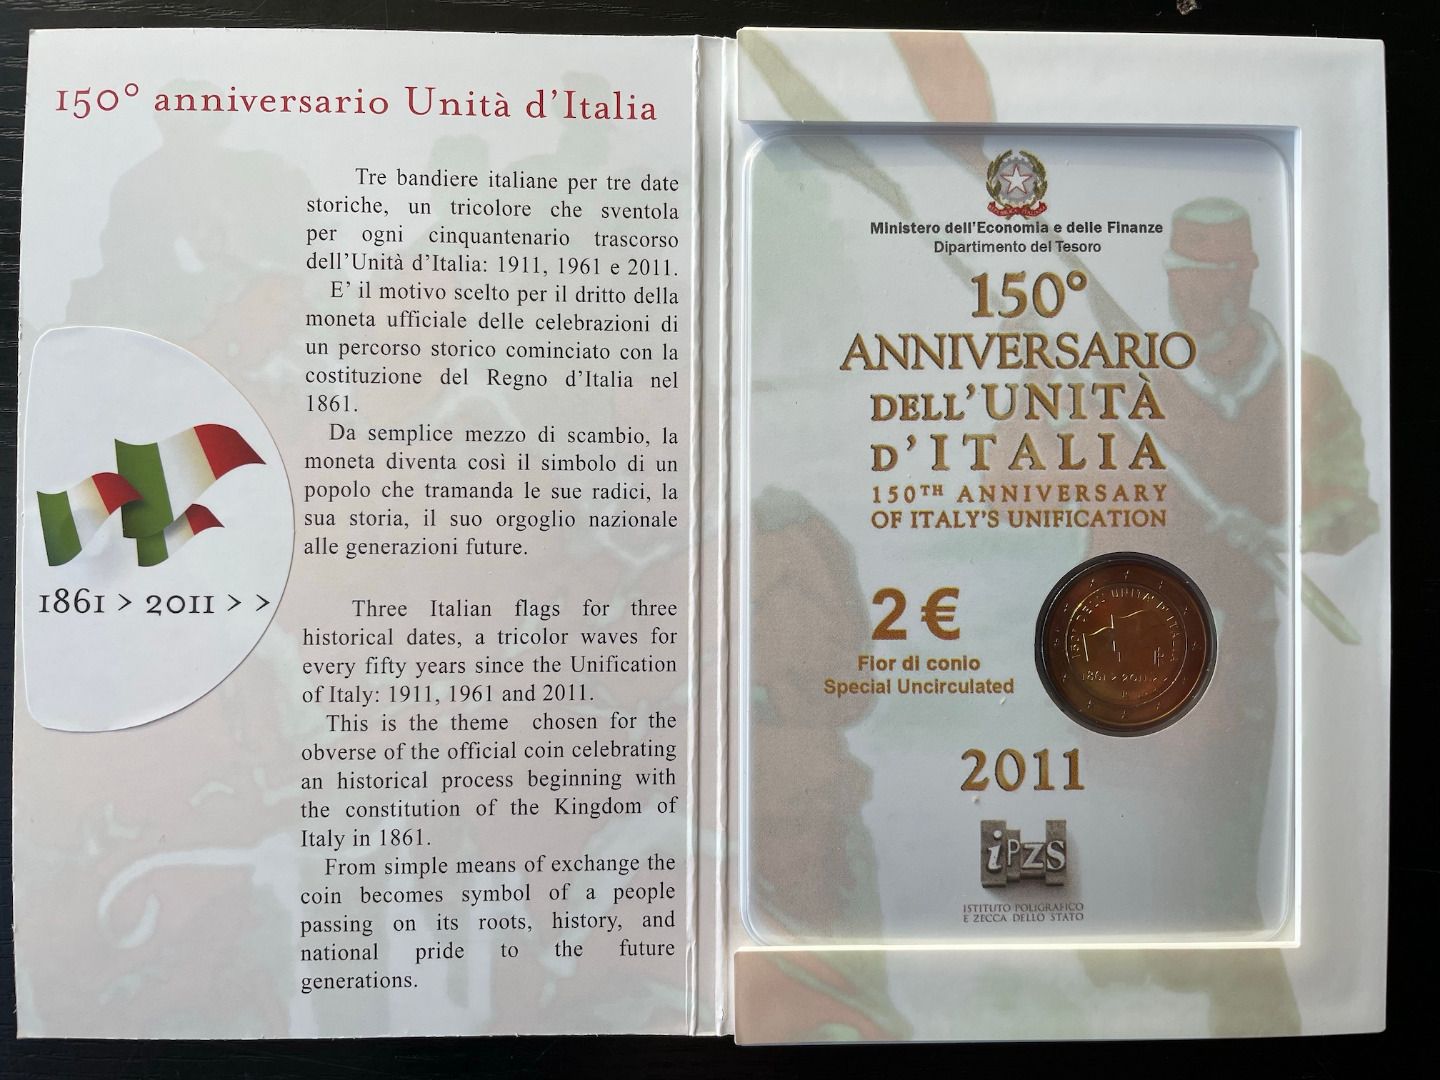 150° anniversario Unità d'Italia
Tre bandiere italiane per tre date
storiche, un tricolore che sventola
per ogni cinquantenario trascorso
dell'Unità d'Italia: 1911, 1961 e 2011.
E' il motivo scelto per il dritto della
moneta ufficiale delle celebrazioni di
un percorso storico cominciato con la
costituzione del Regno d'Italia nel
1861.
Da semplice mezzo di scambio, la
moneta diventa così il simbolo di un
popolo che tramanda le sue radici, la
sua storia, il suo orgoglio nazionale
alle generazioni future.
Three Italian flags for three
historical dates, a tricolor waves for
every fifty years since the Unification
of Italy: 1911, 1961 and 2011.
This is the theme chosen for the
obverse of the official coin celebrating
an historical process beginning with
the constitution of the Kingdom of
Italy in 1861.
From simple means of exchange the
coin becomes symbol of a people
passing on its roots, history, and
national pride to the future
generations.
1861 > 2011 > >
Ministero dell'Economia e delle Finanze
Dipartimento del Tesoro
150°
ANNIVERSARIO
DELL'UNITÀ
D'ITALIA
150TH ANNIVERSARY
OF ITALY'S UNIFICATION
2 €
Fior di conio
Special Uncirculated
150° DELL'UNITA' D'ITALIA
RI
1861 > 2011 > >
R
2011
iPZS
ISTITUTO POLIGRAFICO
E ZECCA DELLO STATO